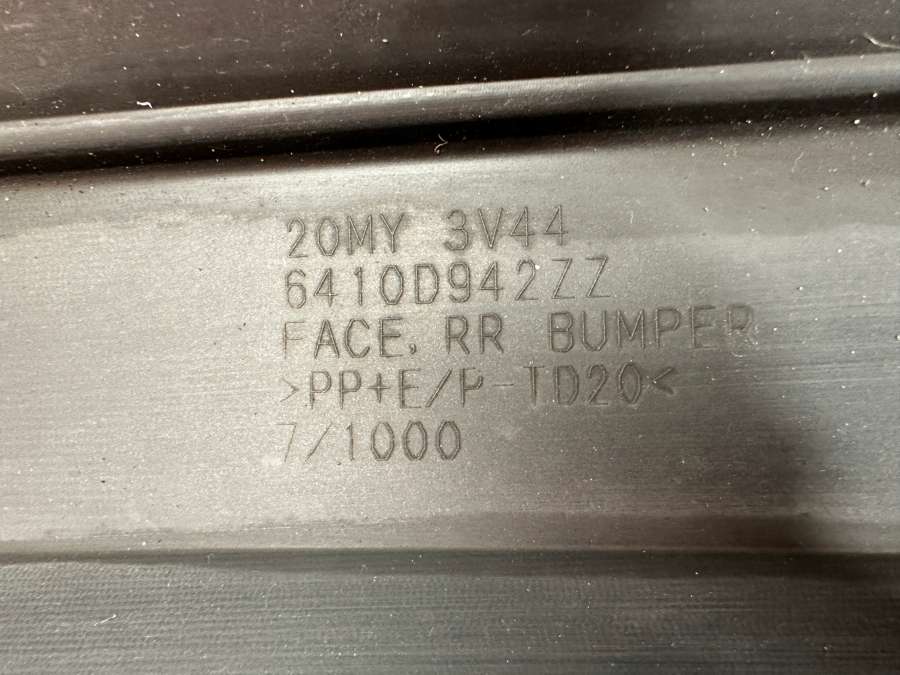 20MY 3V44
6410D942ZZ
FACE, RR BUMPER
>PP+E/P-TD20<
7/1000